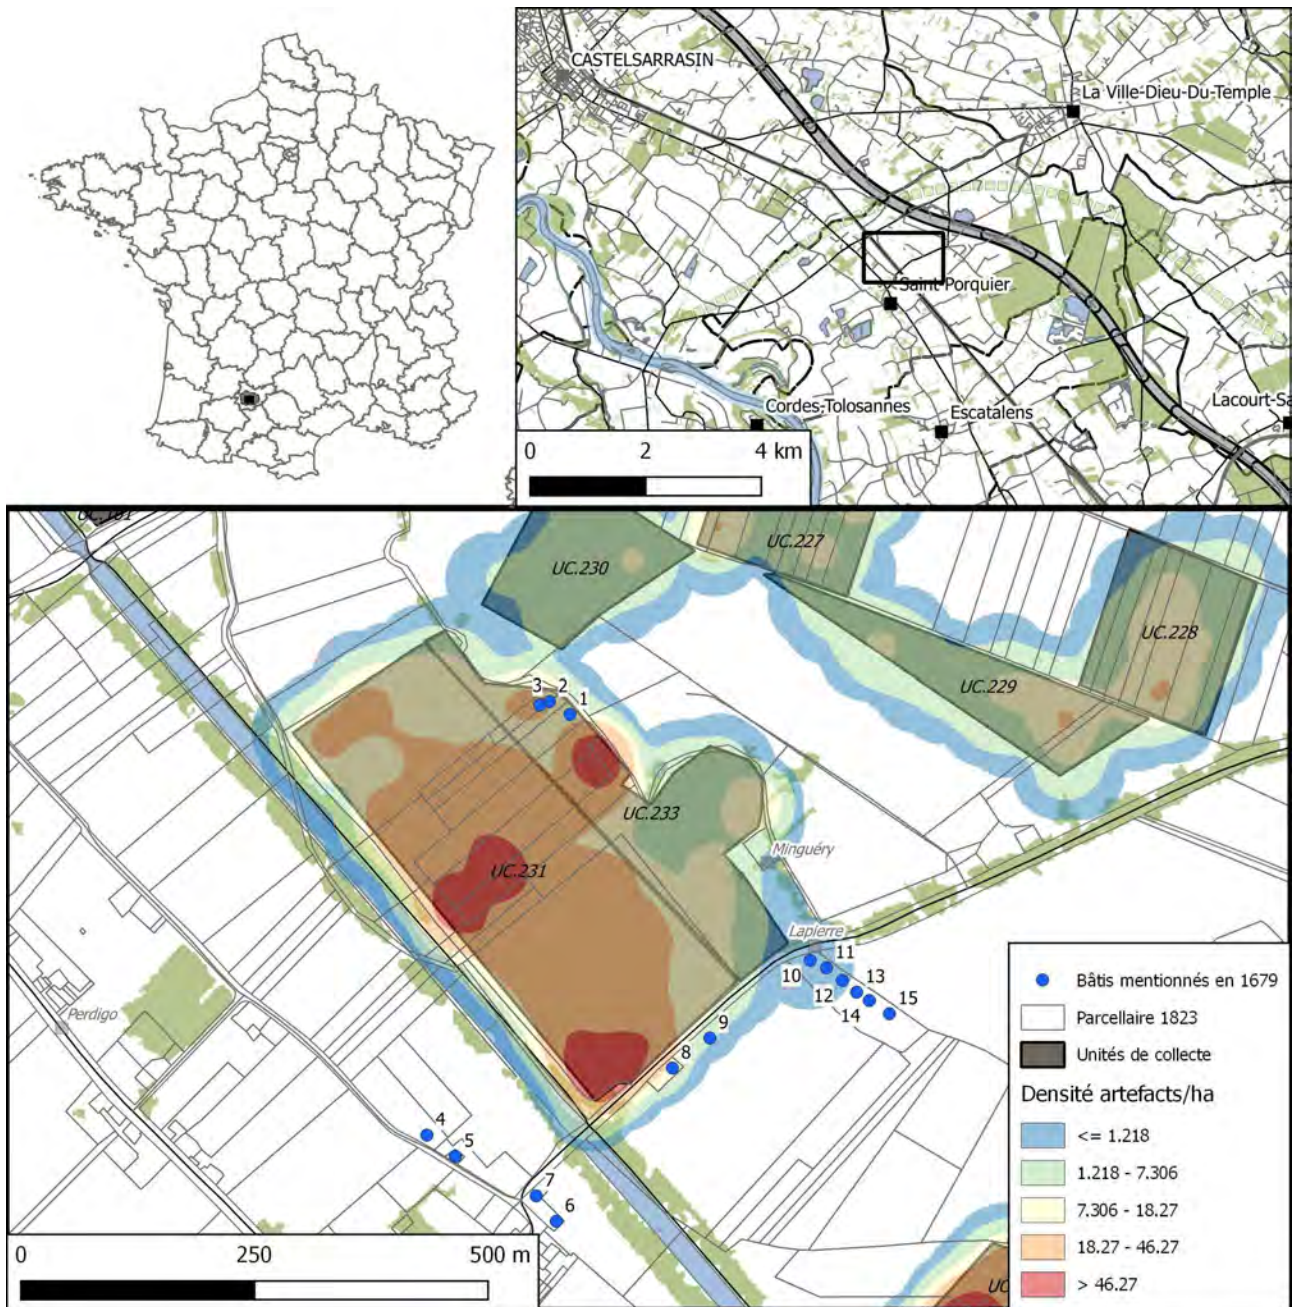 CASTELSARRASIN
La Ville-Dieu-Du-Temple
Saint-Porquier
Cordes-Tolosannes
Escatalens
Lacourt-Sa
0 2 4 km
UC.181
UC.230
UC.227
UC.228
UC.229
3 2 1
UC.233
UC.231
Minguéry
Lapierre
10 11
12 13
14 15
9
8
Perdigo
4
5
7
6
0 250 500 m
Bâtis mentionnés en 1679
Parcellaire 1823
Unités de collecte
Densité artefacts/ha
<= 1.218
1.218 - 7.306
7.306 - 18.27
18.27 - 46.27
> 46.27